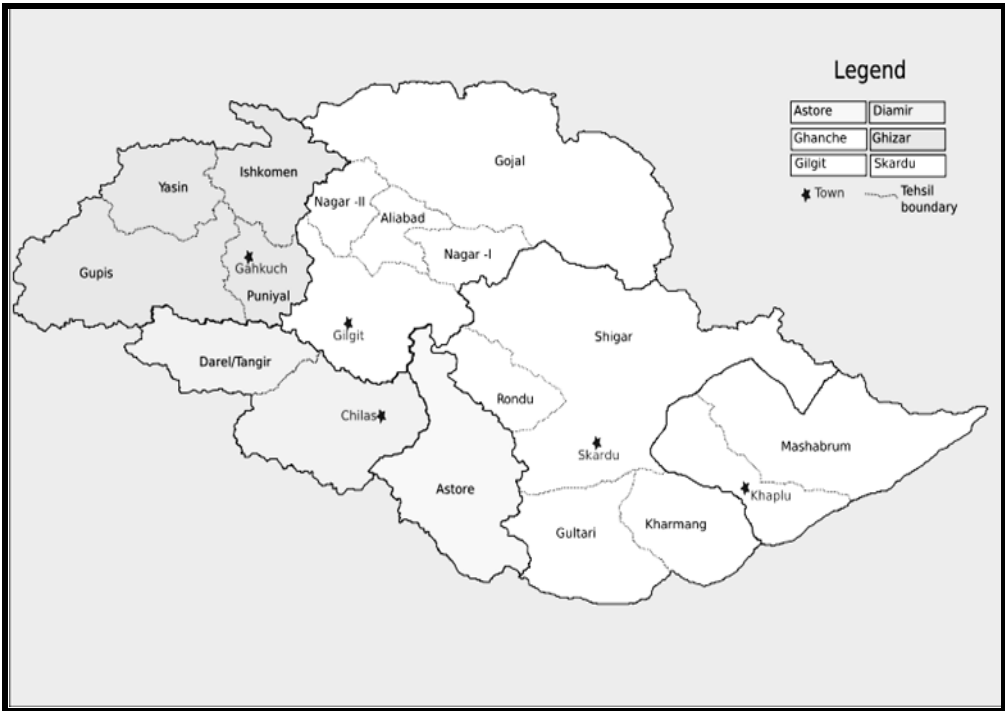 Legend
Astore Diamir
Ghanche Ghizar
Gilgit Skardu
Town Tehsil
boundary
Gojal
Ishkomen
Yasin
Nagar -II
Aliabad
Nagar -I
Gahkuch
Gupis
Puniyal
Gilgit
Shigar
Darel/Tangir
Rondu
Chilas
Mashabrum
Skardu
Astore
Khaplu
Gultari
Kharmang